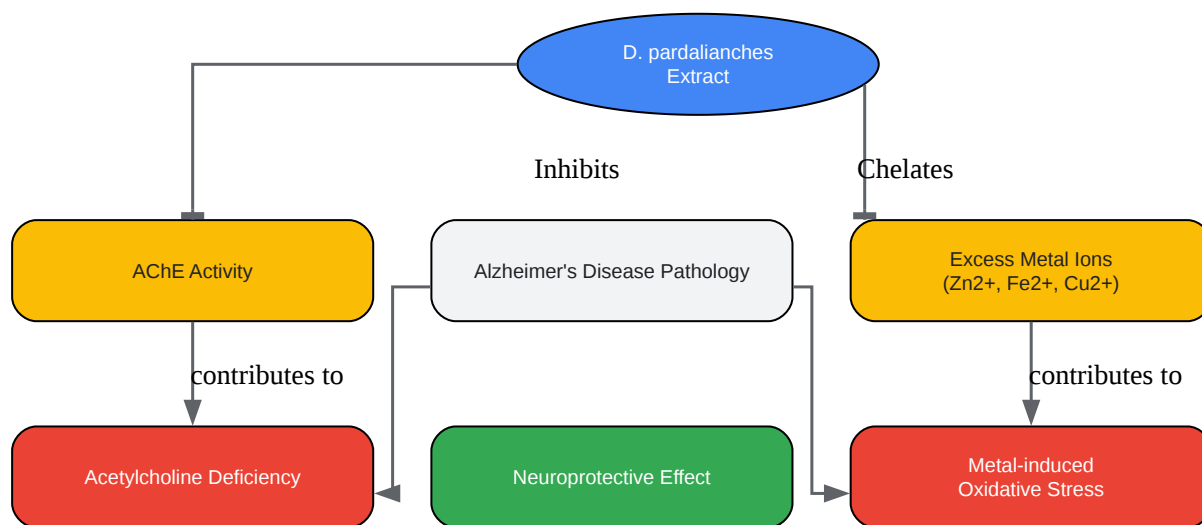 D. pardalianches
Extract
Inhibits
Chelates
AChE Activity
Alzheimer's Disease Pathology
Excess Metal Ions
(Zn2+, Fe2+, Cu2+)
contributes to
contributes to
Acetylcholine Deficiency
Neuroprotective Effect
Metal-induced
Oxidative Stress